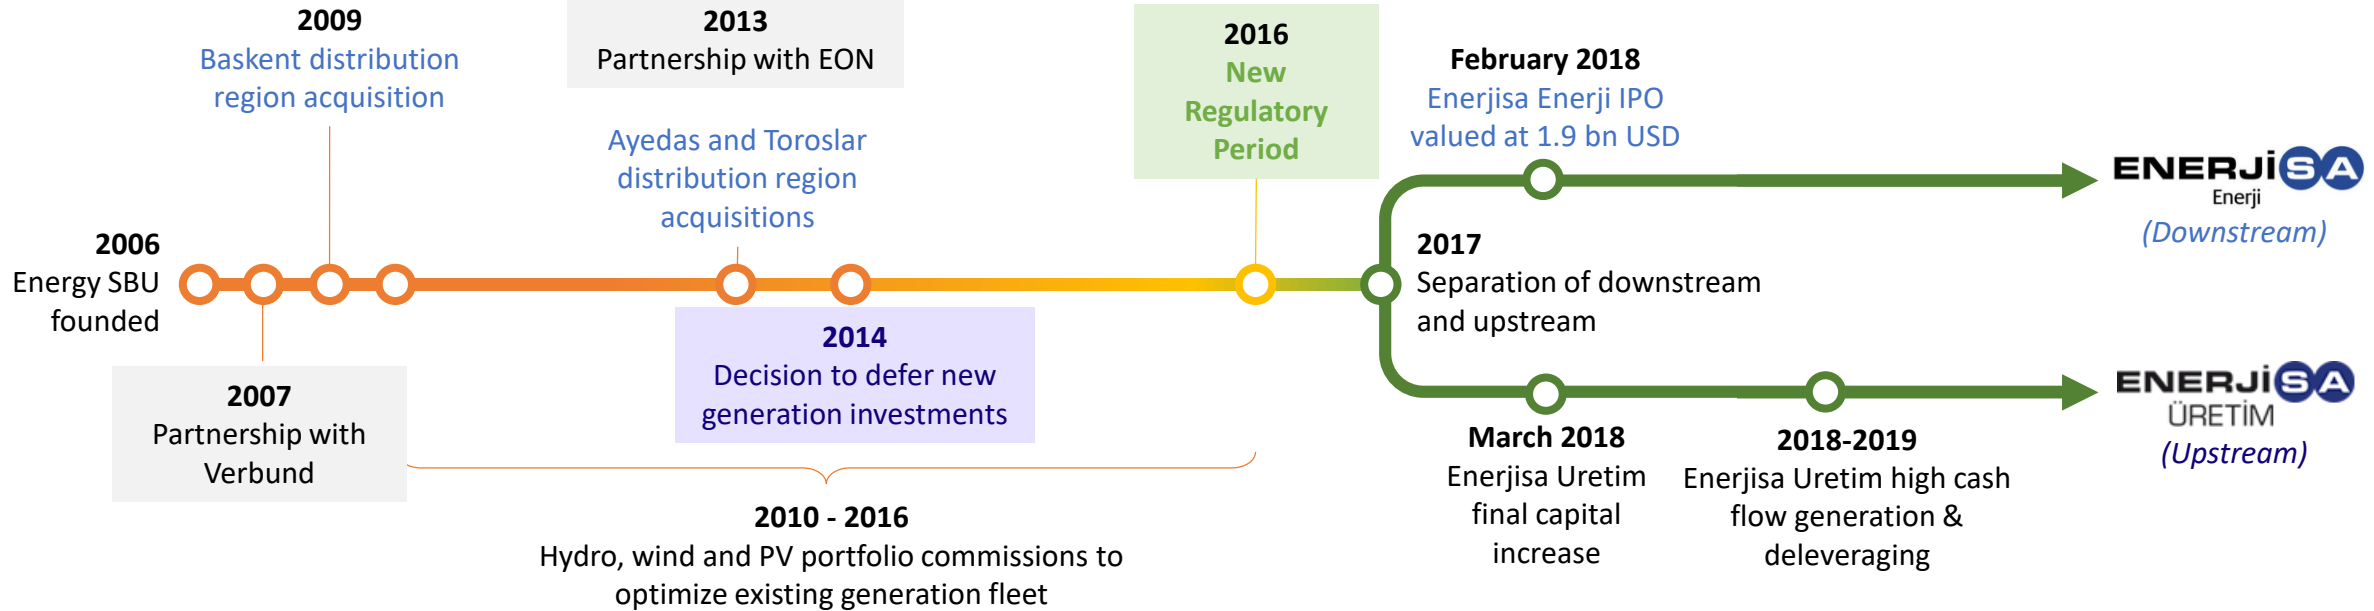 2009
Baskent distribution
region acquisition
2013
Partnership with EON
Ayedas and Toroslar
distribution region
acquisitions
2016
New
Regulatory
Period
February 2018
Enerjisa Enerji IPO
valued at 1.9 bn USD
ENERJİSA
Enerji
(Downstream)
2006
Energy SBU
founded
2017
Separation of downstream
and upstream
2007
Partnership with
Verbund
2014
Decision to defer new
generation investments
2010 - 2016
Hydro, wind and PV portfolio commissions to
optimize existing generation fleet
March 2018
Enerjisa Uretim
final capital
increase
2018-2019
Enerjisa Uretim high cash
flow generation &
deleveraging
ENERJİSA
ÜRETİM
(Upstream)